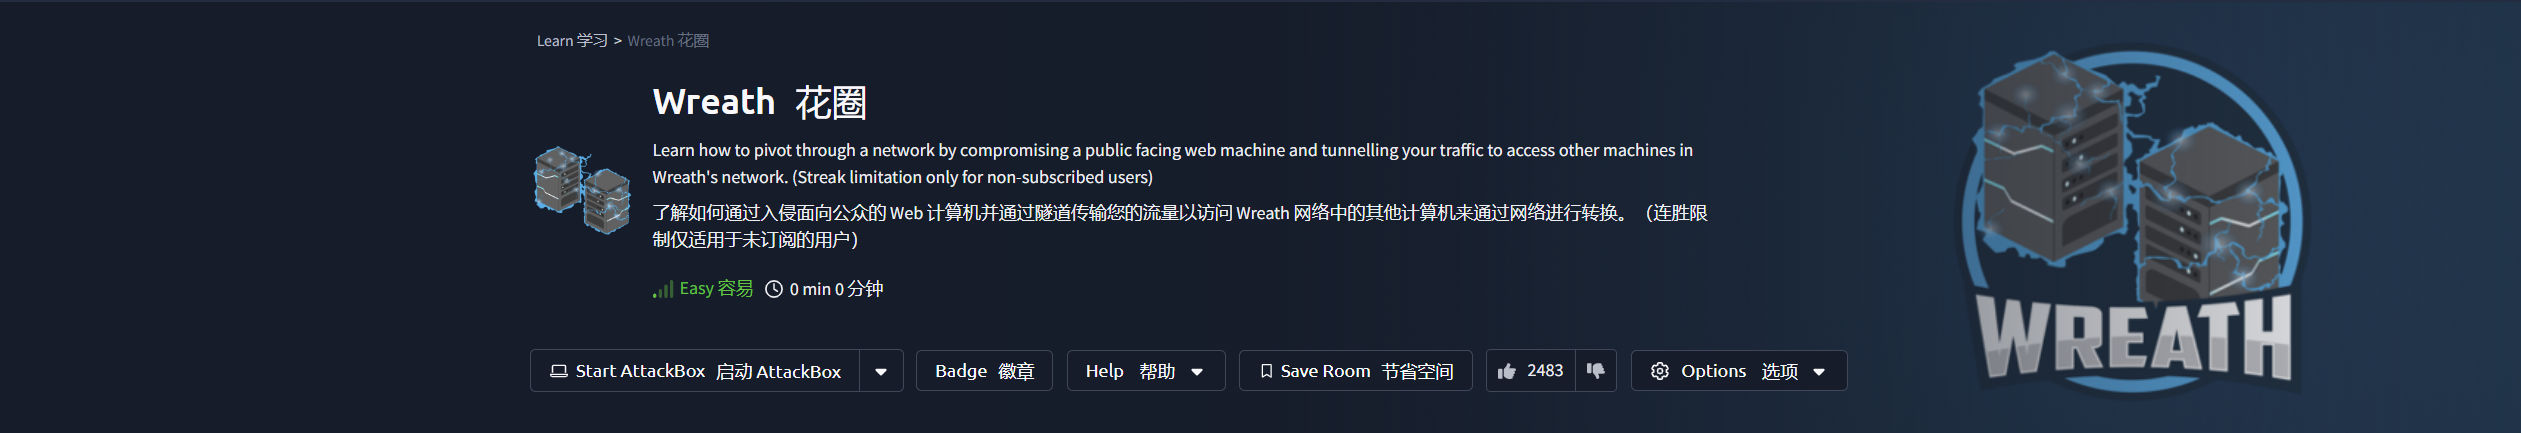 Learn 学习 > Wreath 花圈
Wreath 花圈
Learn how to pivot through a network by compromising a public facing web machine and tunnelling your traffic to access other machines in
Wreath's network. (Streak limitation only for non-subscribed users)
了解如何通过入侵面向公众的 Web 计算机并通过隧道传输您的流量以访问 Wreath 网络中的其他计算机来通过网络进行转换。（连胜限
制仅适用于未订阅的用户）
Easy 容易 0 min 0 分钟
Start AttackBox 启动 AttackBox Badge 徽章 Help 帮助 Save Room 节省空间 2483 Options 选项
WREATH